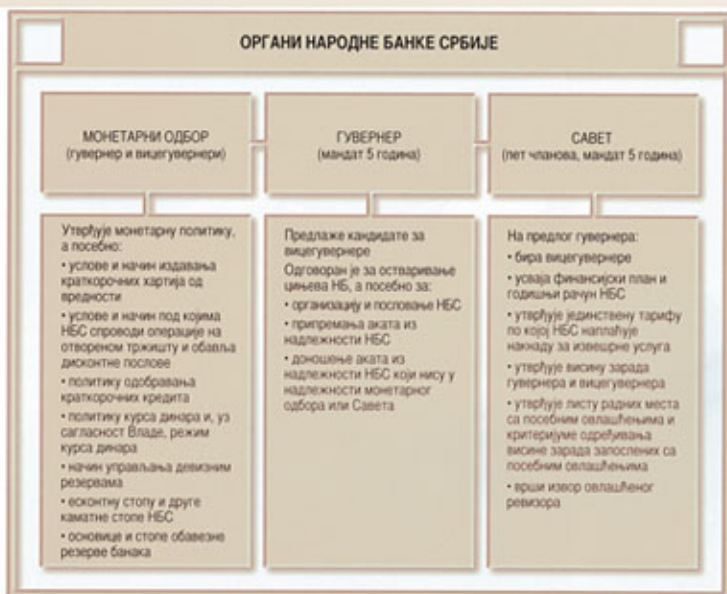 ОРГАНИ НАРОДНЕ БАНКЕ СРБИЈЕ
МОНЕТАРНИ ОДБОР
(гувернер и вицегувернери)
Утврђује монетарну политику,
а посебно:
• услове и начин издавања
краткорочних хартија од
вредности
• услове и начин под којима
НБС спроводи операције на
отвореном тржишту и обавља
дисконтне послове
• политику одобравања
краткорочних кредита
• политику курса динара и, уз
сагласност Владе, режим
курса динара
• начин управљања девизним
резервама
• есконтну стопу и друге
каматне стопе НБС
• основице и стопе обавезне
резерве банака
ГУВЕРНЕР
(мандат 5 година)
Предлаже кандидате за
вицегувернере
Одговоран је за остваривање
цињева НБ, а посебно за:
• организацију и пословање НБС
• припремања аката из
надлежности НБС
• доношење аката из
надлежности НБС који нису у
надлежности монетарног
одбора или Савета
САВЕТ
(пет чланова, мандат 5 година)
На предлог гувернера:
• бира вицегувернере
• усваја финансијски план и
годишњи рачун НБС
• утврђује јединствену тарифу
по којој НБС наплаћује
накнаду за извешрне услуга
• утврђује висину зарада
гувернера и вицегувернера
• утврђује листу радних места
са посебним овлашћењима и
критеријуме одређивања
висине зарада запослених са
посебним овлашћењима
• врши извор овлашћеног
ревизора